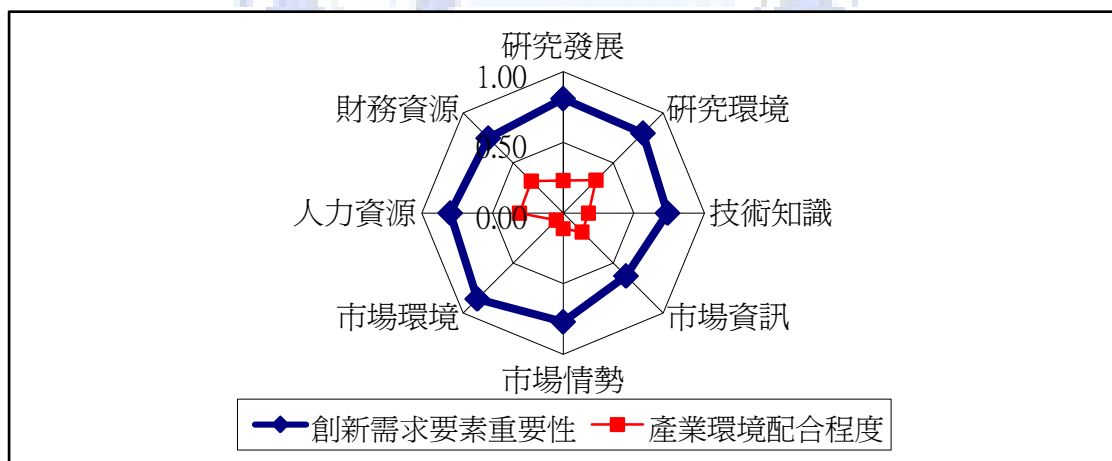 研究發展
1.00
財務資源
研究環境
0.50
人力資源
0.00
技術知識
市場環境
市場資訊
市場情勢
創新需求要素重要性
產業環境配合程度